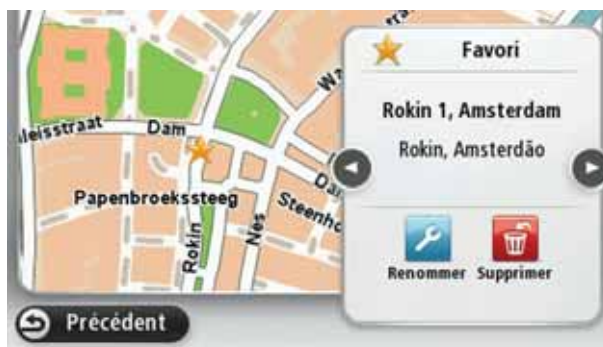 leisstraat
Dam
Papenbroekssteeg
Rokin
Nes
Steenho
Favori
Rokin 1, Amsterdam
Rokin, Amsterdão
Renommer
Supprimer
Précédent